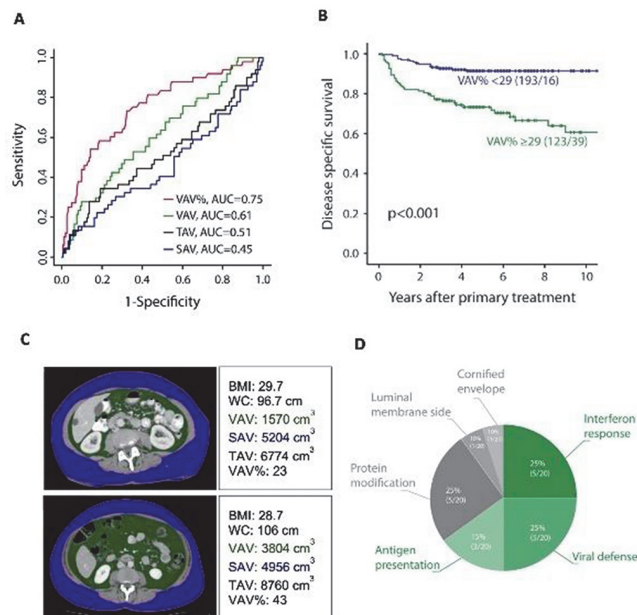 A
Sensitivity
1.0
0.8
0.6
0.4
0.2
0.0
VAV%, AUC=0.75
VAV, AUC=0.61
TAV, AUC=0.51
SAV, AUC=0.45
0.0 0.2 0.4 0.6 0.8 1.0
1-Specificity
B
Disease specific survival
1.0
0.8
0.6
0.4
0.2
0.0
VAV% <29 (193/16)
VAV% ≥29 (123/39)
p<0.001
0 2 4 6 8 10
Years after primary treatment
C
BMI: 29.7
WC: 96.7 cm
VAV: 1570 cm³
SAV: 5204 cm³
TAV: 6774 cm³
VAV%: 23
BMI: 28.7
WC: 106 cm
VAV: 3804 cm³
SAV: 4956 cm³
TAV: 8760 cm³
VAV%: 43
D
Cornified
envelope
Luminal
membrane side
Interferon
response
Protein
modification
25%
(5/20)
25%
(5/20)
15%
(3/20)
25%
Antigen
presentation
Viral defense